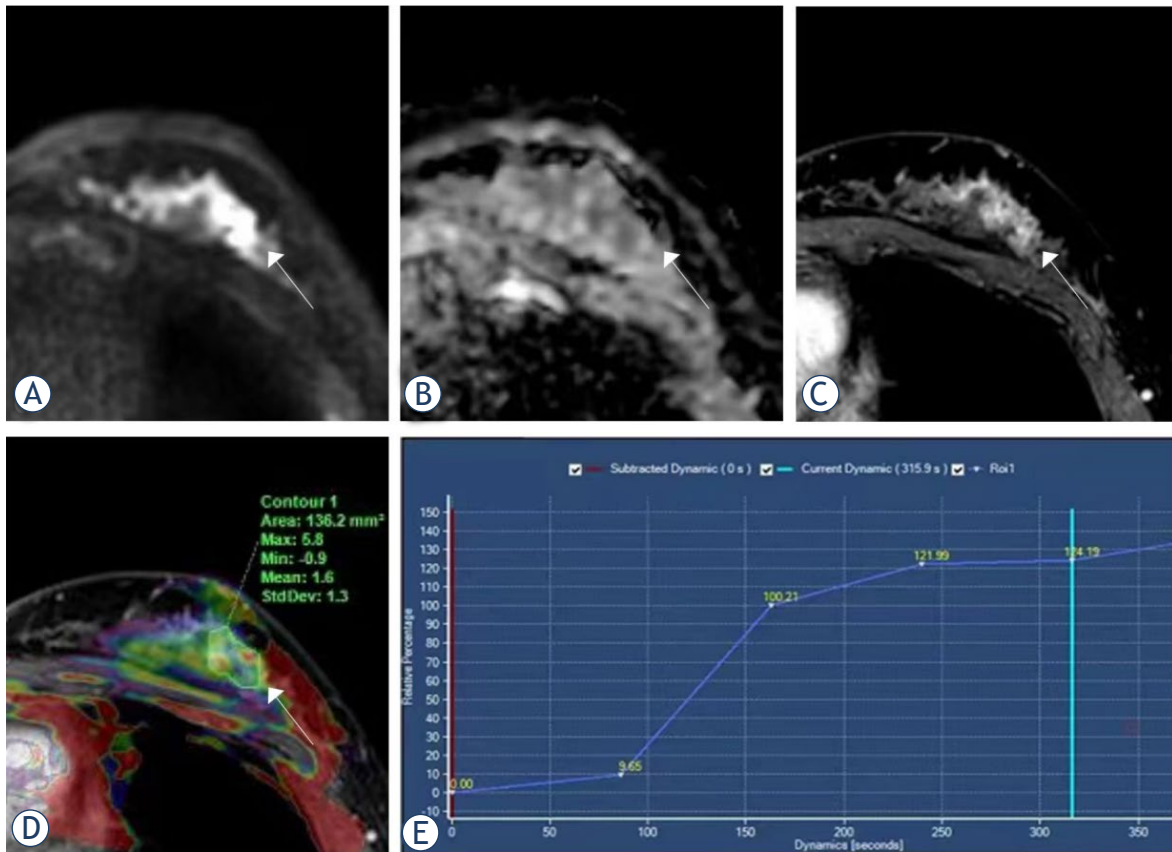 A
B
C
Contour 1
Area: 136.2 mm²
Max: 5.8
Min: -0.9
Mean: 1.6
StdDev: 1.3
D
Subtracted Dynamic ( 0 s ) Current Dynamic ( 315.9 s ) Roi1
Relative Percentage
150
140
130
120
110
100
90
80
70
60
50
40
30
20
10
0
-10
0.00
9.65
100.21
121.99
124.19
0 50 100 150 200 250 300 350
Dynamics [seconds]
E